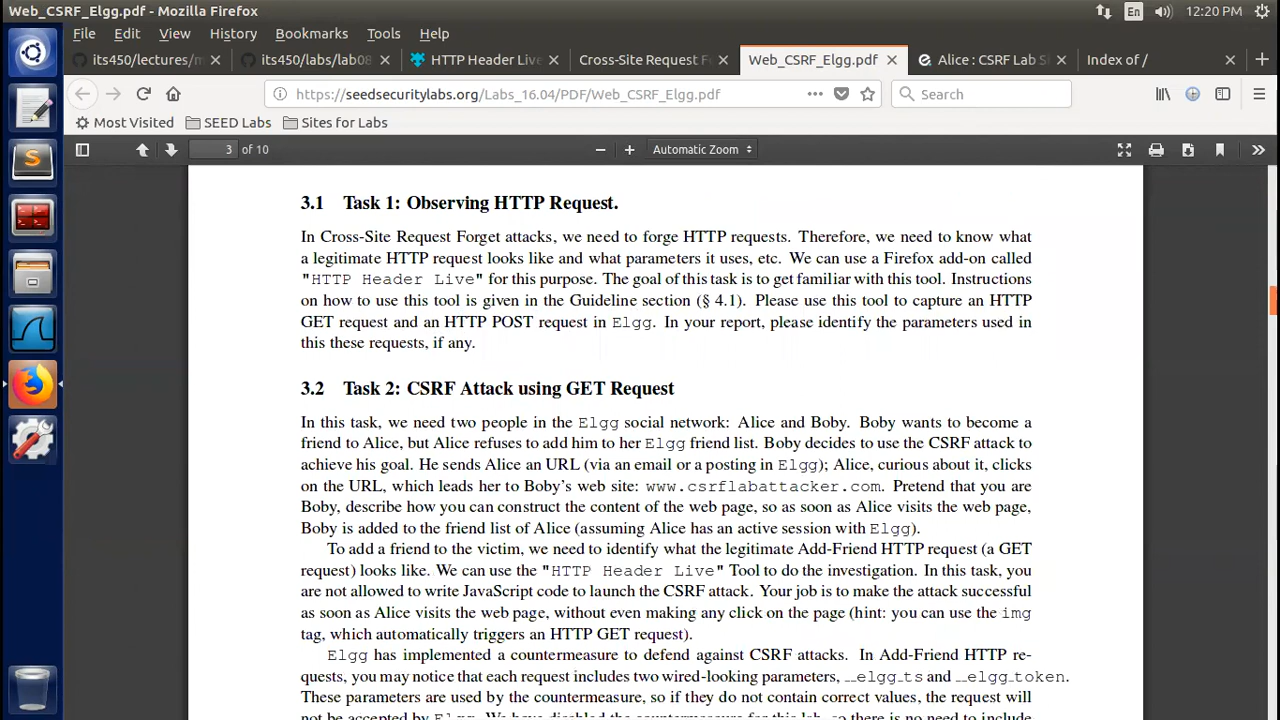 Web_CSRF_Elgg.pdf - Mozilla Firefox
En
12:20 PM
File Edit View History Bookmarks Tools Help
its450/lectures/m
its450/labs/lab08
HTTP Header Live
Cross-Site Request F
Web_CSRF_Elgg.pdf
Alice : CSRF Lab S
Index of /
https://seedsecuritylabs.org/Labs_16.04/PDF/Web_CSRF_Elgg.pdf
Search
Most Visited
SEED Labs
Sites for Labs
3 of 10
Automatic Zoom
3.1 Task 1: Observing HTTP Request.
In Cross-Site Request Forget attacks, we need to forge HTTP requests. Therefore, we need to know what
a legitimate HTTP request looks like and what parameters it uses, etc. We can use a Firefox add-on called
"HTTP Header Live" for this purpose. The goal of this task is to get familiar with this tool. Instructions
on how to use this tool is given in the Guideline section (§ 4.1). Please use this tool to capture an HTTP
GET request and an HTTP POST request in Elgg. In your report, please identify the parameters used in
this these requests, if any.
3.2 Task 2: CSRF Attack using GET Request
In this task, we need two people in the Elgg social network: Alice and Boby. Boby wants to become a
friend to Alice, but Alice refuses to add him to her Elgg friend list. Boby decides to use the CSRF attack to
achieve his goal. He sends Alice an URL (via an email or a posting in Elgg); Alice, curious about it, clicks
on the URL, which leads her to Boby's web site: www.csrflabattacker.com. Pretend that you are
Boby, describe how you can construct the content of the web page, so as soon as Alice visits the web page,
Boby is added to the friend list of Alice (assuming Alice has an active session with Elgg).
To add a friend to the victim, we need to identify what the legitimate Add-Friend HTTP request (a GET
request) looks like. We can use the "HTTP Header Live" Tool to do the investigation. In this task, you
are not allowed to write JavaScript code to launch the CSRF attack. Your job is to make the attack successful
as soon as Alice visits the web page, without even making any click on the page (hint: you can use the img
tag, which automatically triggers an HTTP GET request).
Elgg has implemented a countermeasure to defend against CSRF attacks. In Add-Friend HTTP re-
quests, you may notice that each request includes two wired-looking parameters, __elgg_ts and __elgg_token.
These parameters are used by the countermeasure, so if they do not contain correct values, the request will
not be accepted by Elgg. We have disabled the countermeasure for this lab, so there is no need to include